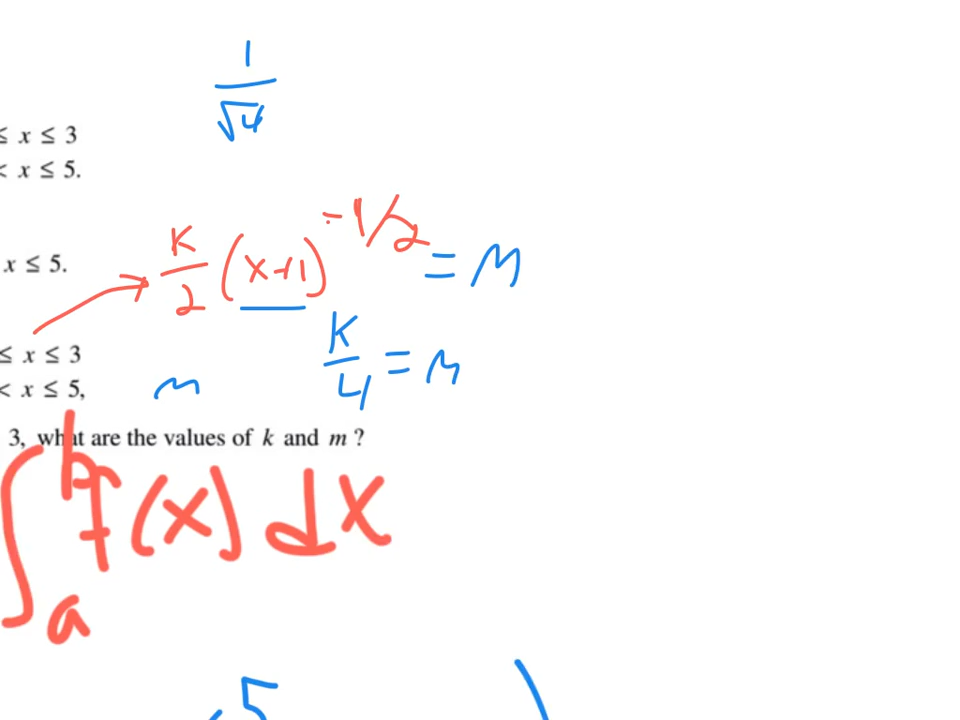 1
√4
≤ x ≤ 3
< x ≤ 5.
K/2 (x+1)^-1/2 = M
x ≤ 5.
K/4 = M
≤ x ≤ 3
< x ≤ 5, m
3, what are the values of k and m ?
∫_a^b f(x) dx
5